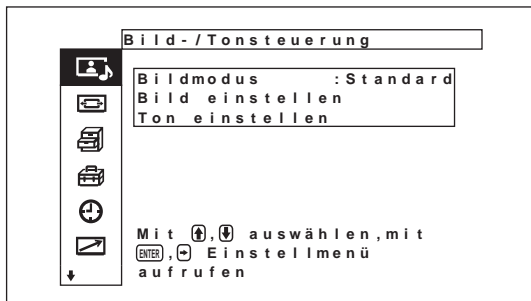 Bild-/Tonsteuerung
Bildmodus :Standard
Bild einstellen
Ton einstellen
Mit ↑,↓ auswählen,mit
ENTER,→ Einstellmenü
aufrufen